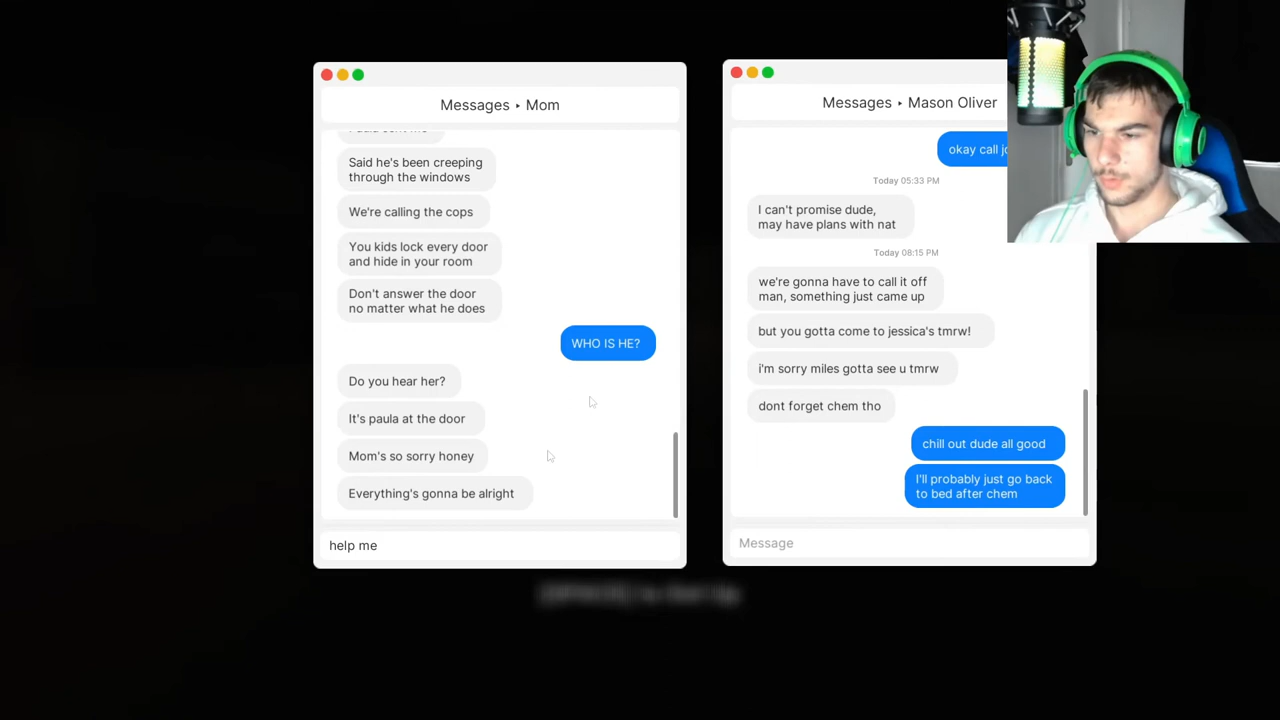 Messages ‣ Mom
Said he's been creeping
through the windows
We're calling the cops
You kids lock every door
and hide in your room
Don't answer the door
no matter what he does
WHO IS HE?
Do you hear her?
It's paula at the door
Mom's so sorry honey
Everything's gonna be alright
help me
Messages ‣ Mason Oliver
okay call
Today 05:33 PM
I can't promise dude,
may have plans with nat
Today 08:15 PM
we're gonna have to call it off
man, something just came up
but you gotta come to jessica's tmrw!
i'm sorry miles gotta see u tmrw
dont forget chem tho
chill out dude all good
I'll probably just go back
to bed after chem
Message